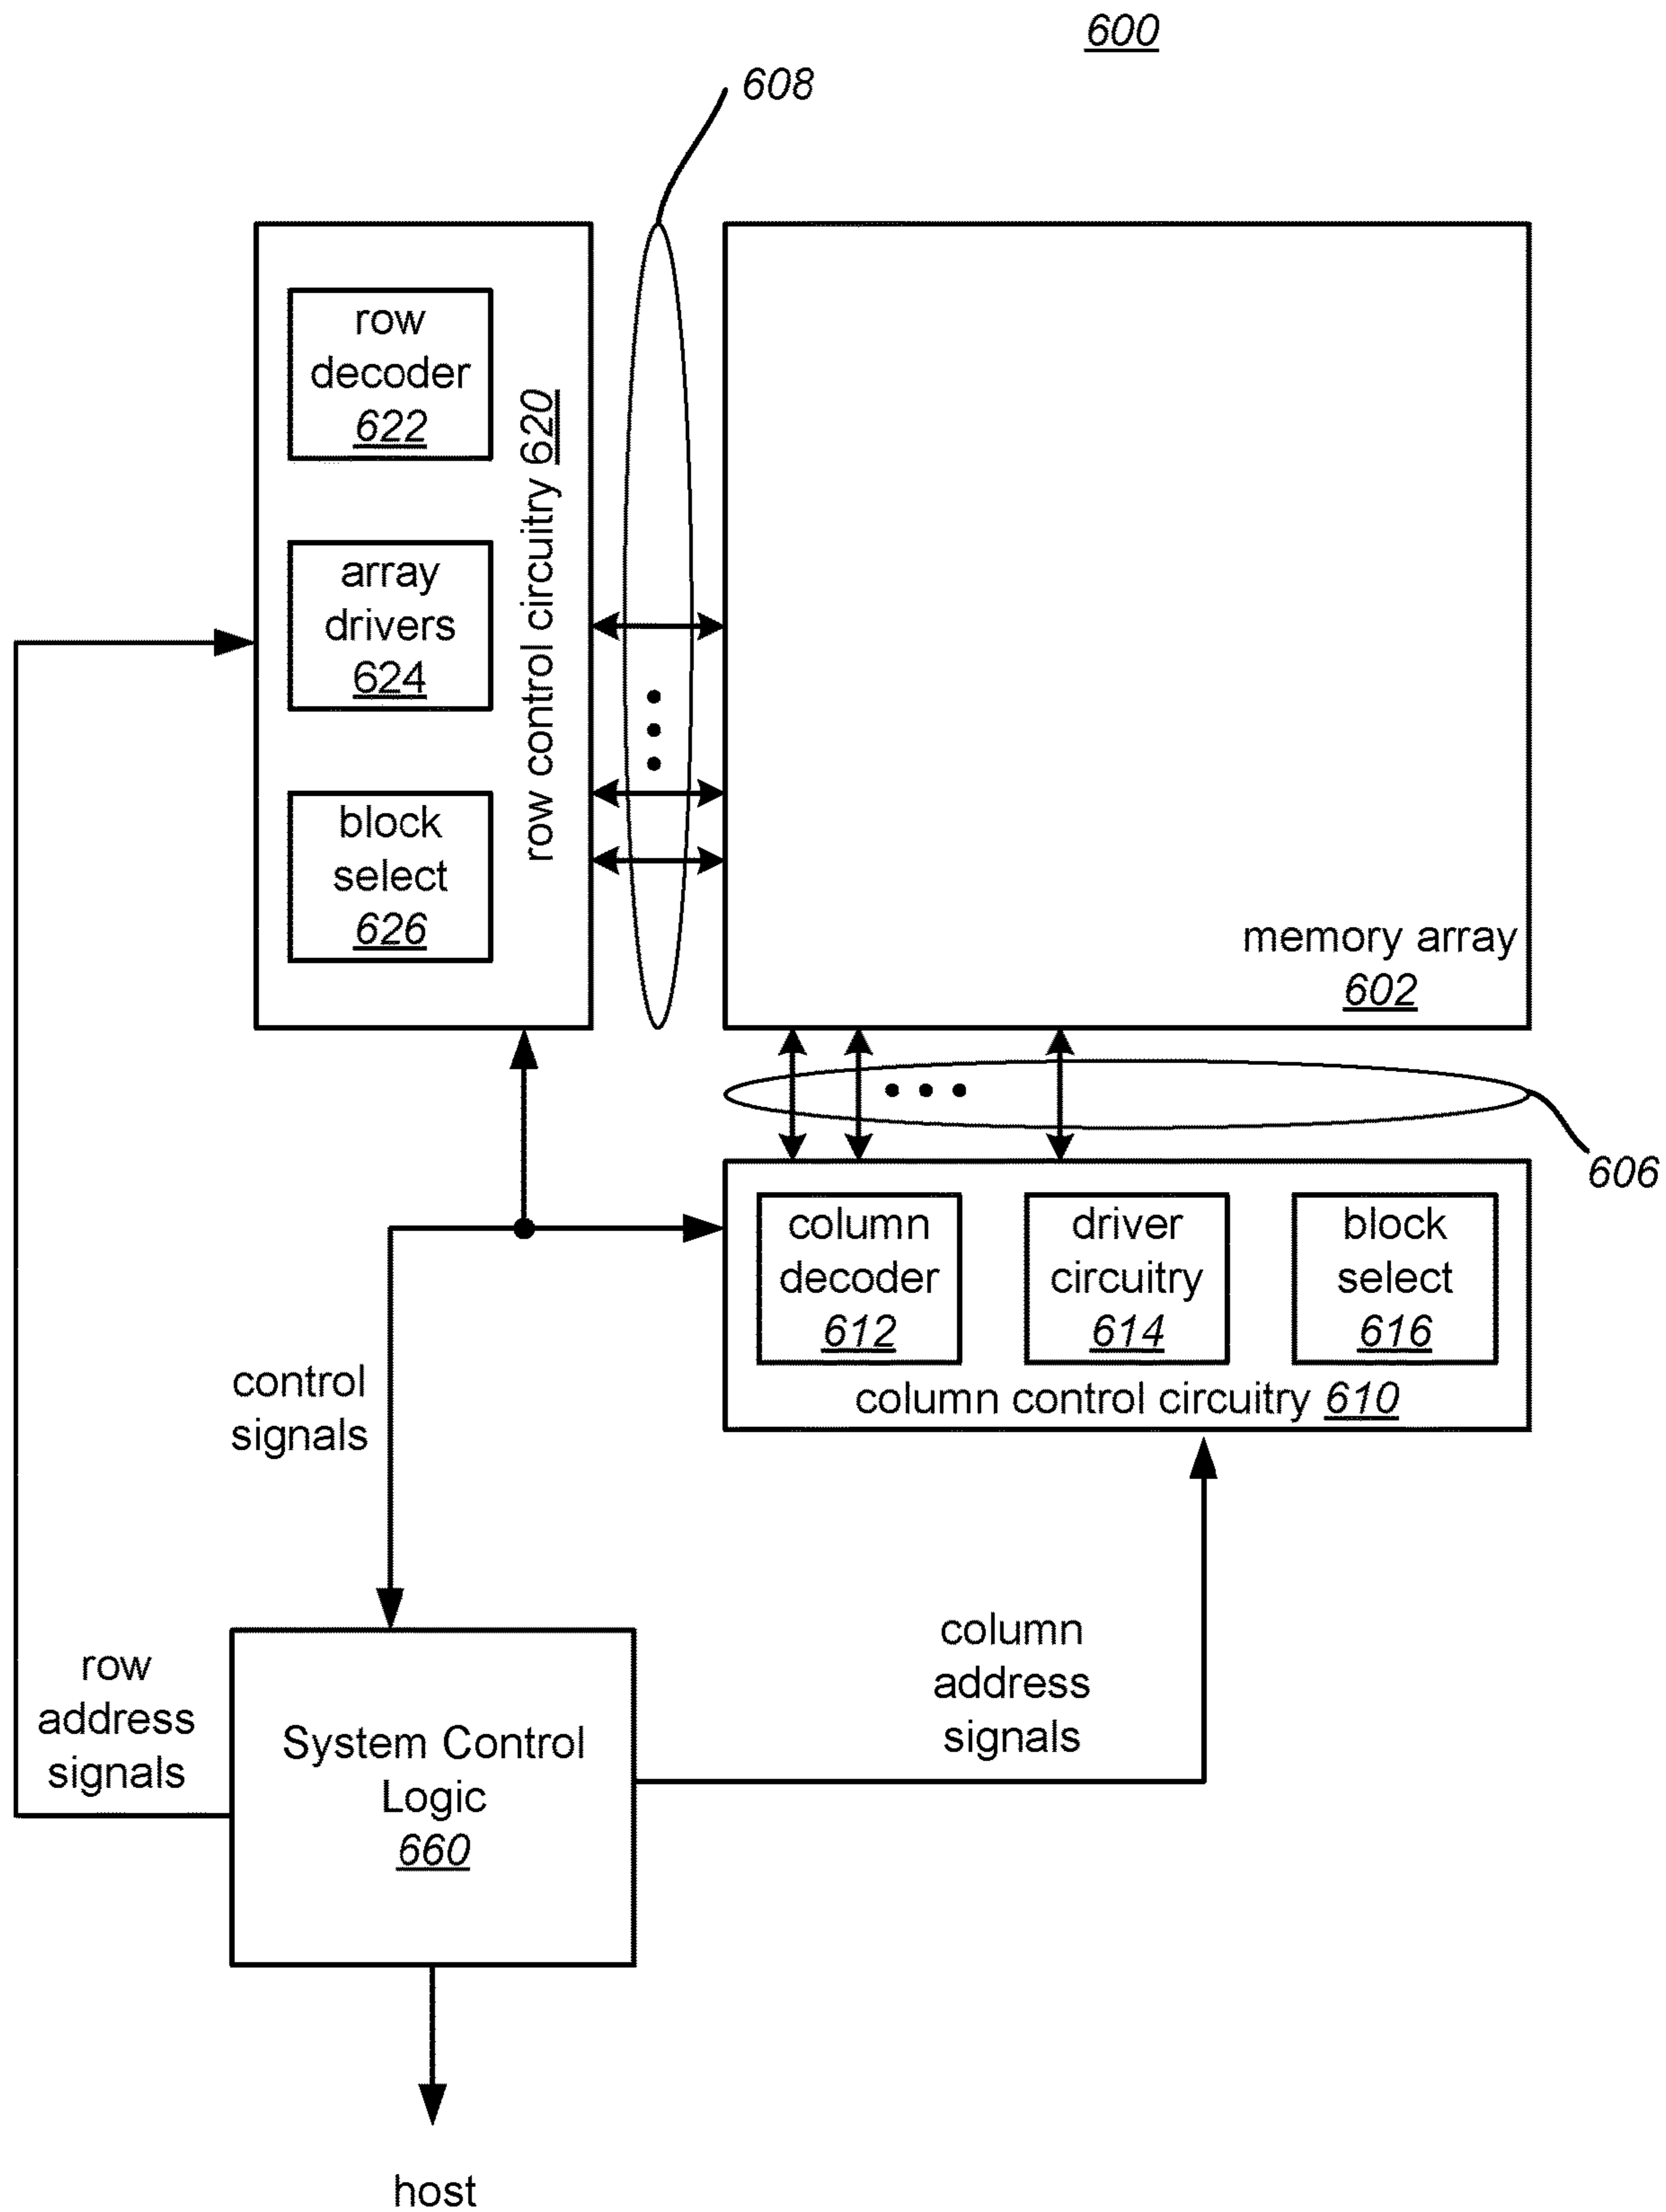 600
608
row
decoder
622
array
drivers
624
block
select
626
row control circuitry 620
memory array
602
606
column
decoder
612
driver
circuitry
614
block
select
616
column control circuitry 610
control
signals
row
address
signals
System Control
Logic
660
column
address
signals
host